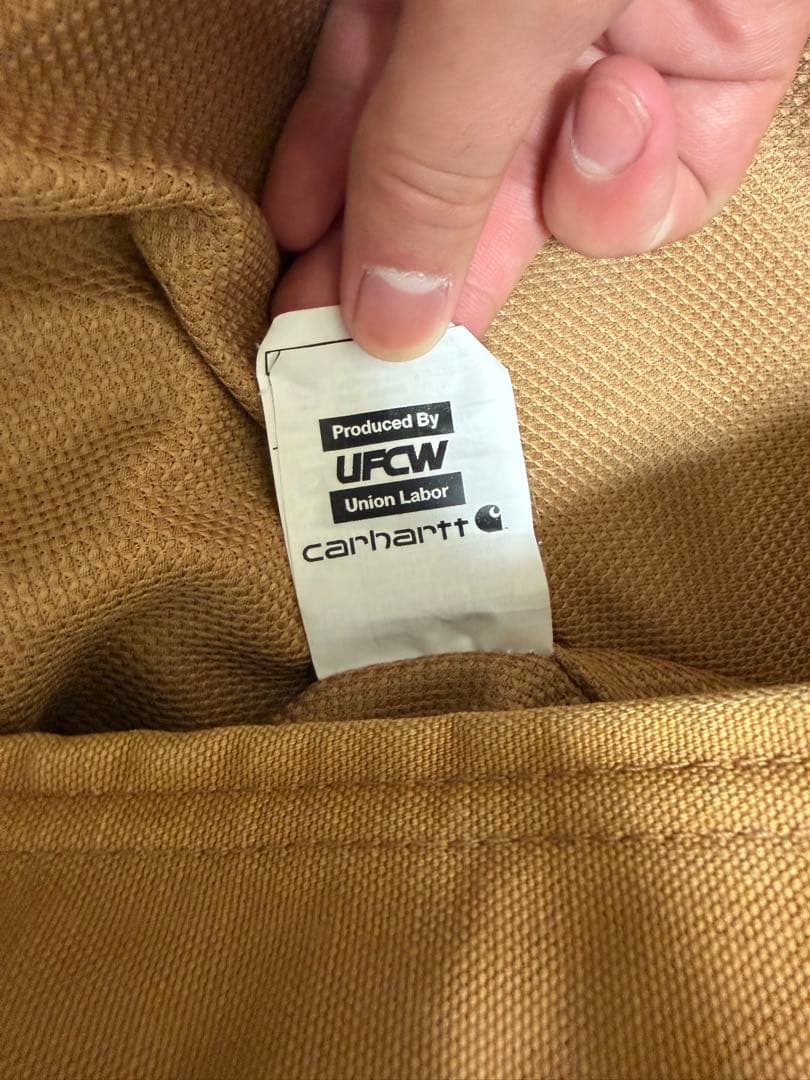 Produced By
UFCW
Union Labor
carhartt